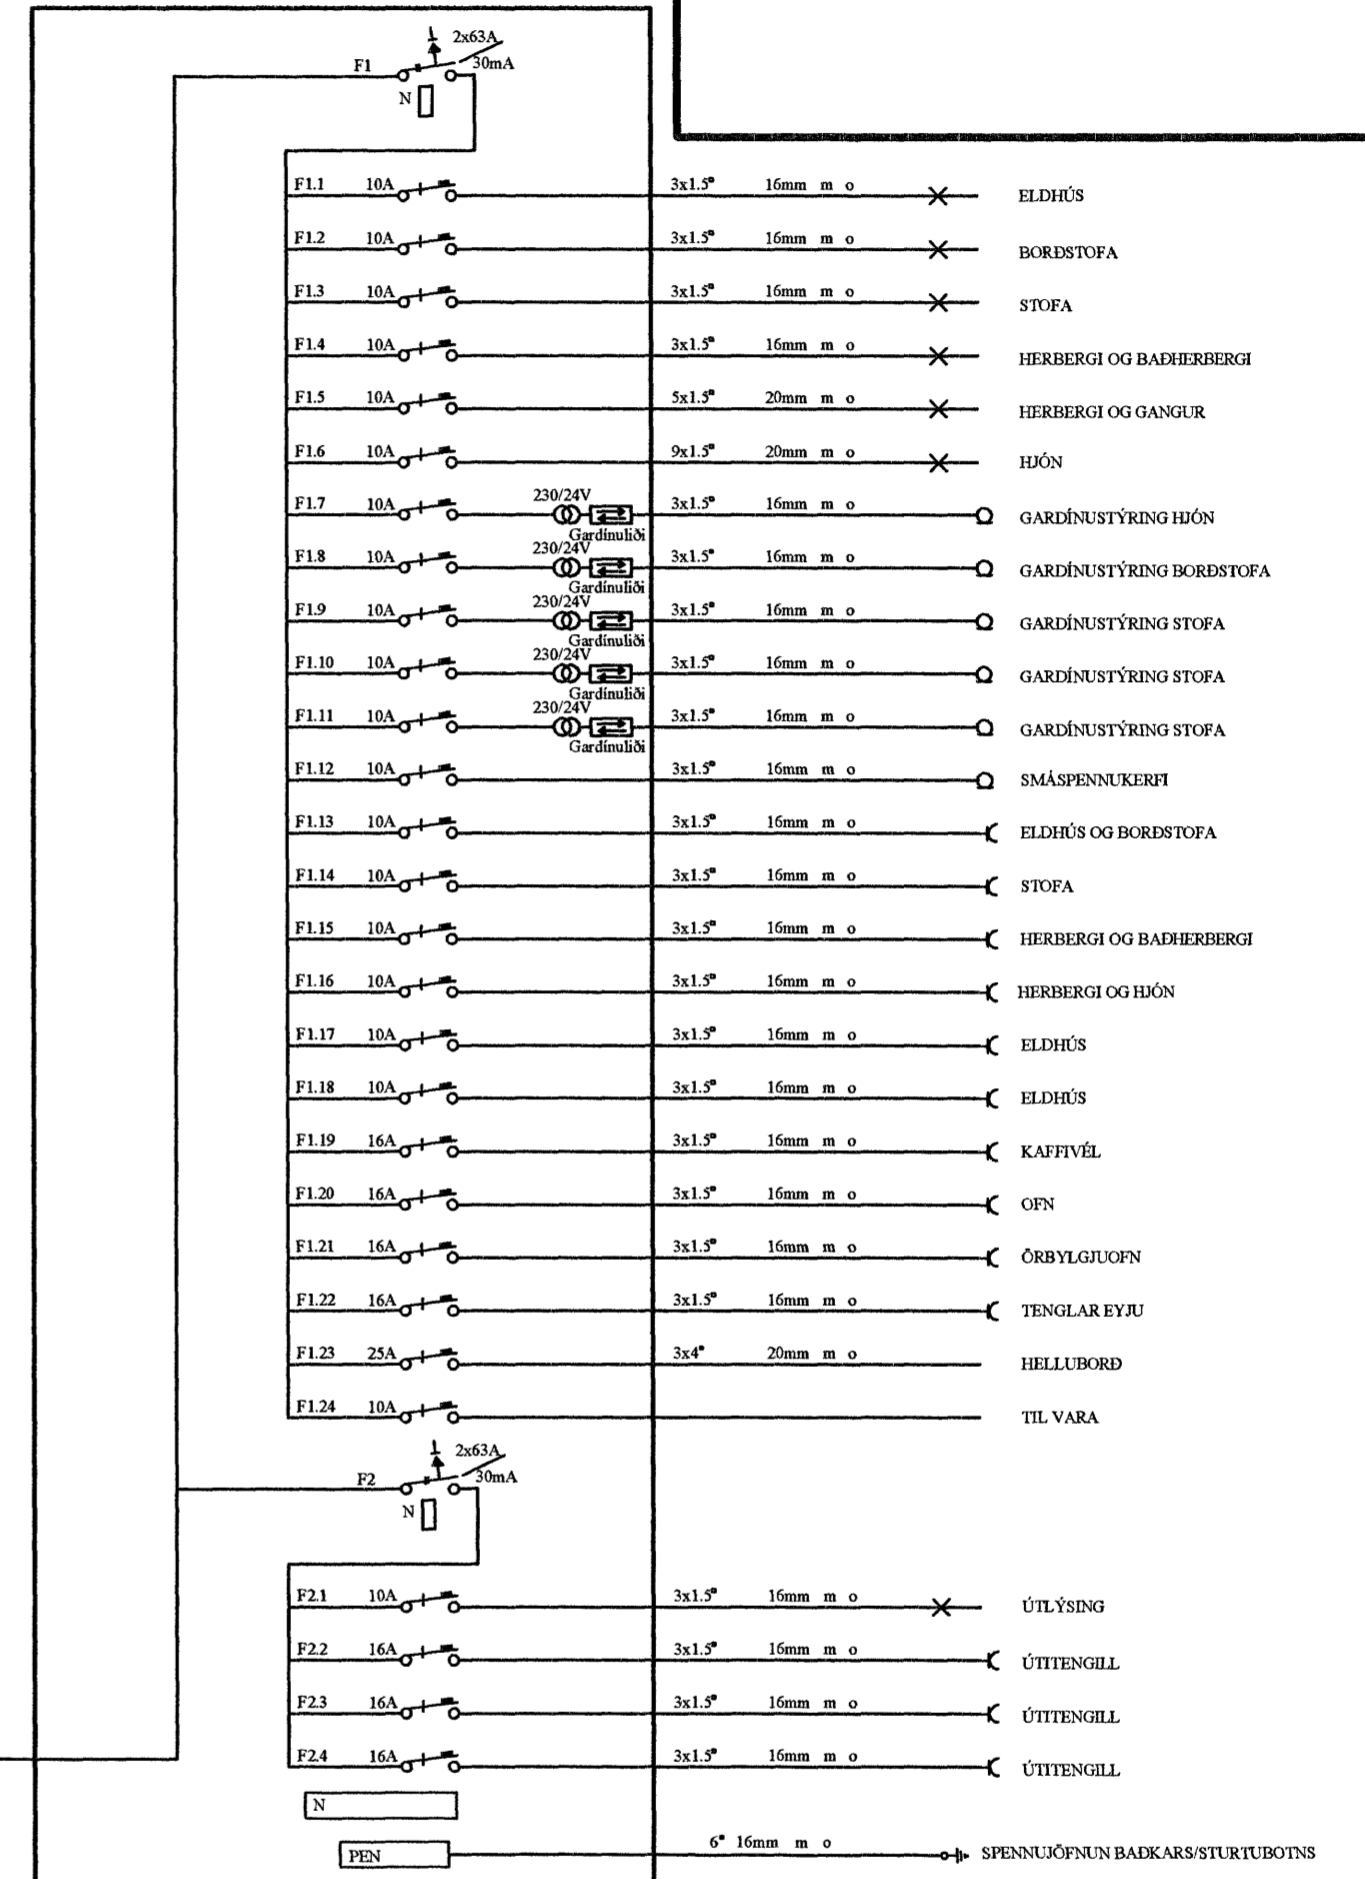 2x63A
F1 30mA
N
F1.1 10A 3x1.5▫ 16mm m o ELDHÚS
F1.2 10A 3x1.5▫ 16mm m o BORÐSTOFA
F1.3 10A 3x1.5▫ 16mm m o STOFA
F1.4 10A 3x1.5▫ 16mm m o HERBERGI OG BAÐHERBERGI
F1.5 10A 5x1.5▫ 20mm m o HERBERGI OG GANGUR
F1.6 10A 9x1.5▫ 20mm m o HJÓN
F1.7 10A 230/24V 3x1.5▫ 16mm m o GARDÍNUSTÝRING HJÓN
Gardínuliði
F1.8 10A 230/24V 3x1.5▫ 16mm m o GARDÍNUSTÝRING BORÐSTOFA
Gardínuliði
F1.9 10A 230/24V 3x1.5▫ 16mm m o GARDÍNUSTÝRING STOFA
Gardínuliði
F1.10 10A 230/24V 3x1.5▫ 16mm m o GARDÍNUSTÝRING STOFA
Gardínuliði
F1.11 10A 230/24V 3x1.5▫ 16mm m o GARDÍNUSTÝRING STOFA
Gardínuliði
F1.12 10A 3x1.5▫ 16mm m o SMÁSPENNUKERFI
F1.13 10A 3x1.5▫ 16mm m o ELDHÚS OG BORÐSTOFA
F1.14 10A 3x1.5▫ 16mm m o STOFA
F1.15 10A 3x1.5▫ 16mm m o HERBERGI OG BAÐHERBERGI
F1.16 10A 3x1.5▫ 16mm m o HERBERGI OG HJÓN
F1.17 10A 3x1.5▫ 16mm m o ELDHÚS
F1.18 10A 3x1.5▫ 16mm m o ELDHÚS
F1.19 16A 3x1.5▫ 16mm m o KAFFIVÉL
F1.20 16A 3x1.5▫ 16mm m o OFN
F1.21 16A 3x1.5▫ 16mm m o ÖRBYLGJUOFN
F1.22 16A 3x1.5▫ 16mm m o TENGLAR EYJU
F1.23 25A 3x4▫ 20mm m o HELLUBORÐ
F1.24 10A TIL VARA
2x63A
F2 30mA
N
F2.1 10A 3x1.5▫ 16mm m o ÚTLÝSING
F2.2 16A 3x1.5▫ 16mm m o ÚTITENGILL
F2.3 16A 3x1.5▫ 16mm m o ÚTITENGILL
F2.4 16A 3x1.5▫ 16mm m o ÚTITENGILL
N
PEN 6▫ 16mm m o SPENNUJÖFNUN BAÐKARS/STURTUBOTNS